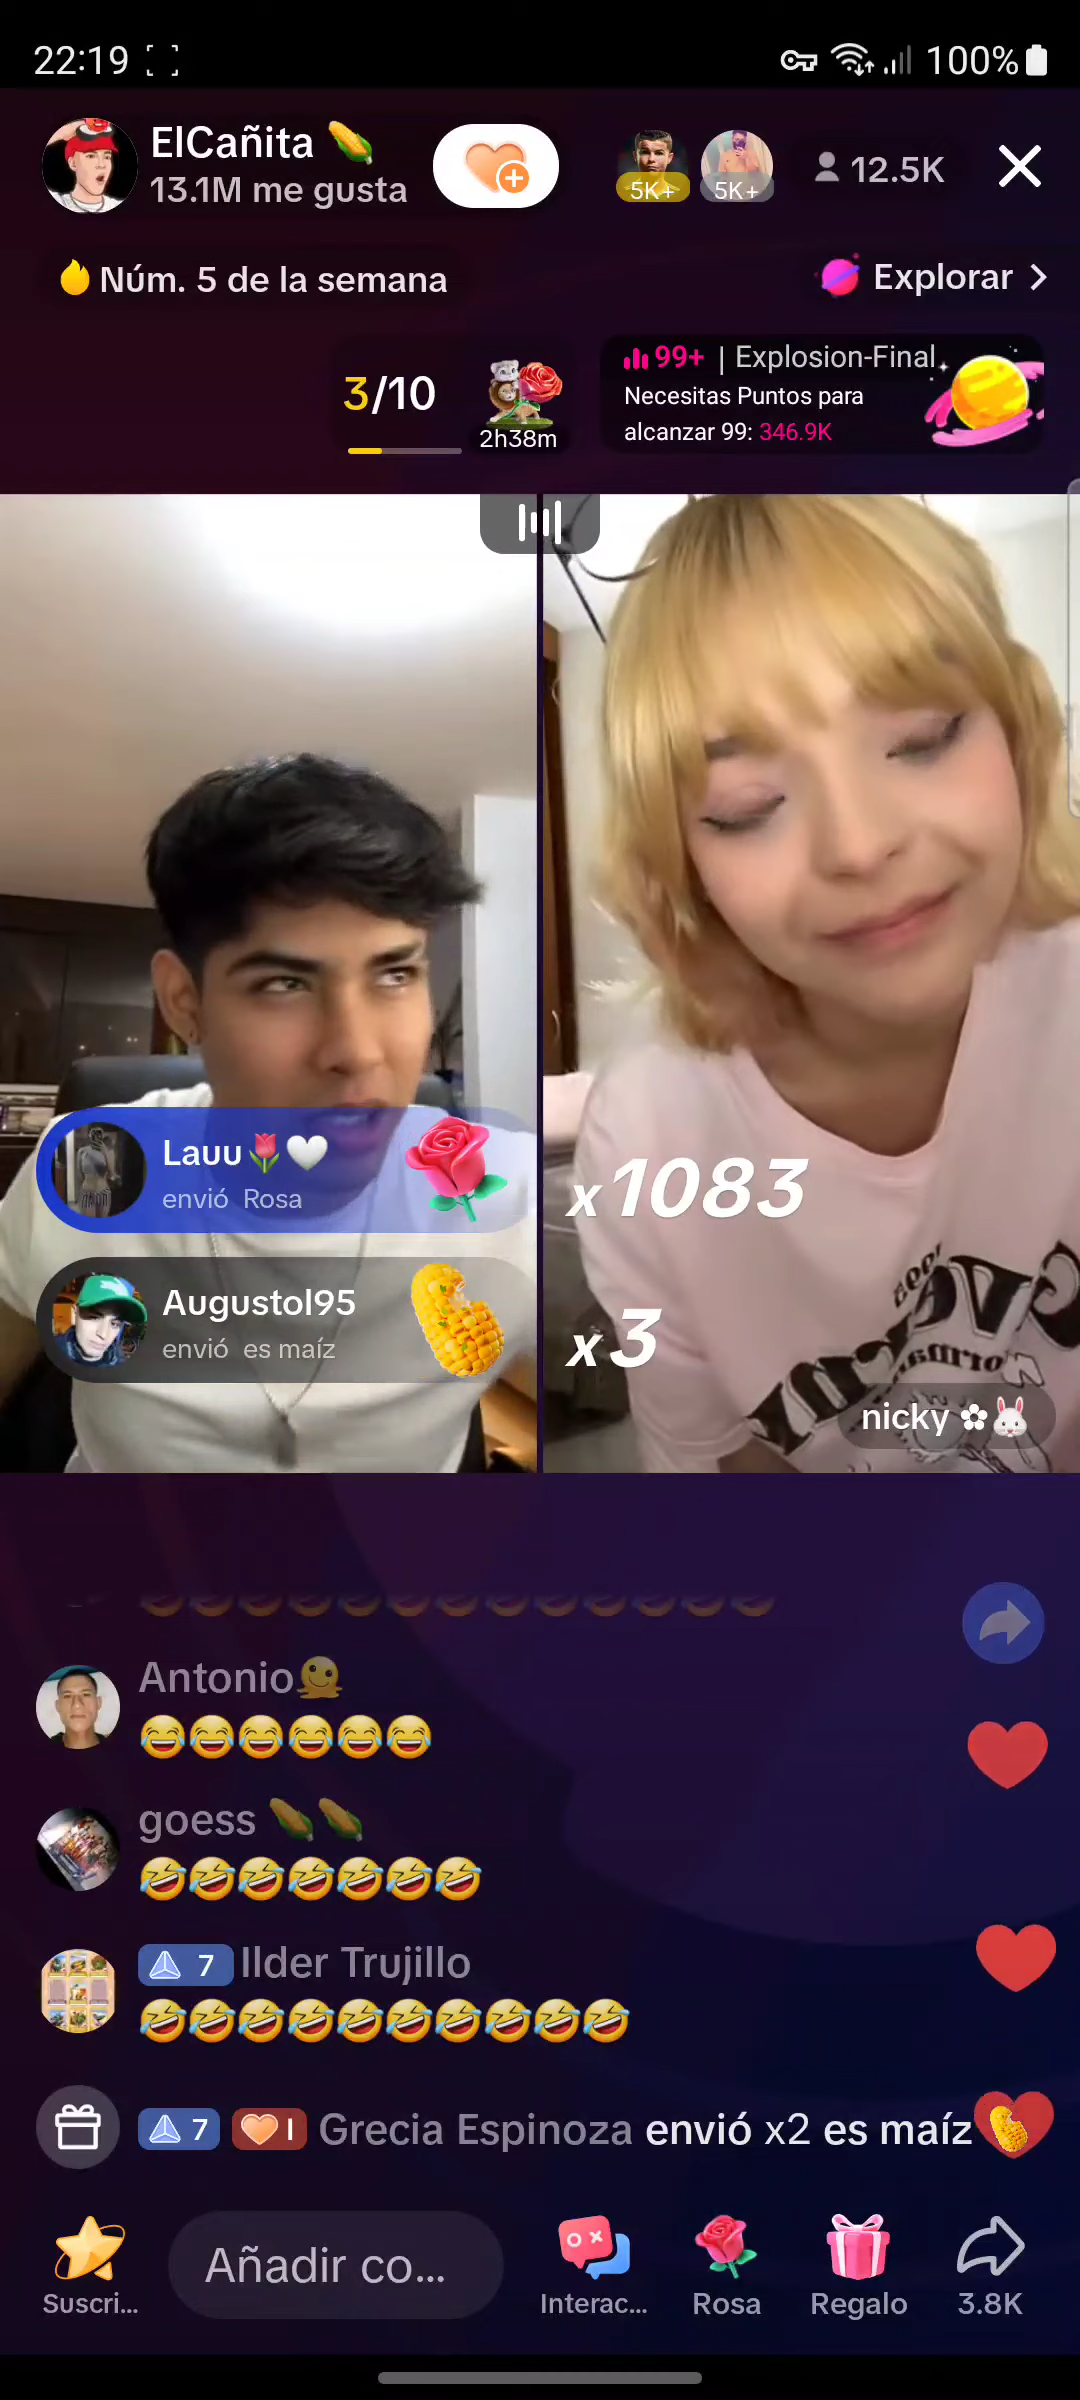 22:19
100%
ElCañita
13.1M me gusta
5K+
5K+
12.5K
Núm. 5 de la semana
Explorar
3/10
2h38m
99+ | Explosion-Final
Necesitas Puntos para
alcanzar 99: 346.9K
Lauu
envió Rosa
x1083
Augustol95
envió es maíz
x3
nicky
Antonio
goess
7 Ilder Trujillo
7 I Grecia Espinoza envió x2 es maíz
Suscri...
Añadir co...
Interac...
Rosa
Regalo
3.8K